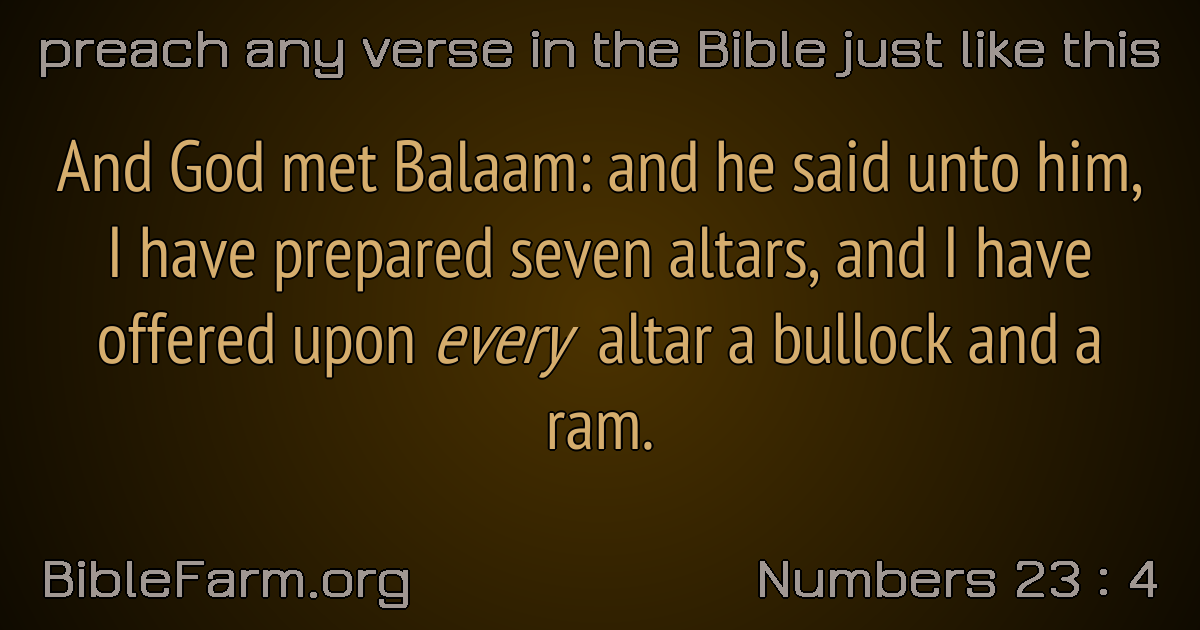 preach any verse in the Bible just like this
And God met Balaam: and he said unto him,
I have prepared seven altars, and I have
offered upon every altar a bullock and a
ram.
BibleFarm.org
Numbers 23 : 4